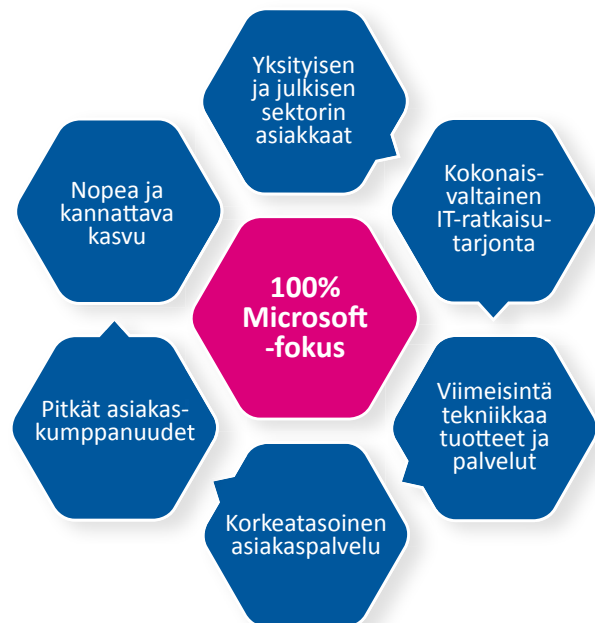 Yksityisen
ja julkisen
sektorin
asiakkaat
Kokonais-
valtainen
IT-ratkaisu-
tarjonta
Viimeisintä
tekniikkaa
tuotteet ja
palvelut
Korkeatasoinen
asiakaspalvelu
Pitkät asiakas-
kumppanuudet
Nopea ja
kannattava
kasvu
100%
Microsoft
-fokus